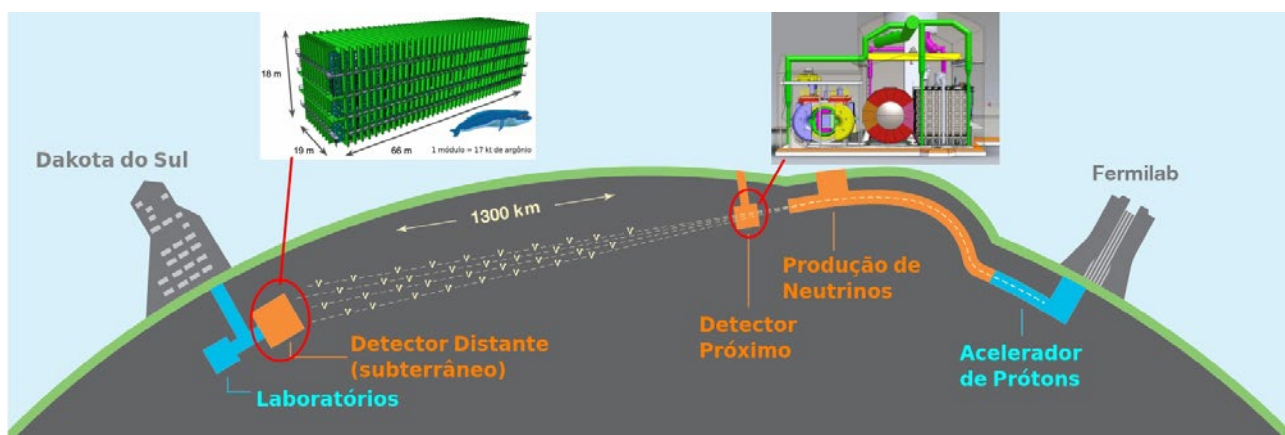 18 m
19 m
66 m
1 módulo = 17 kt de argônio
Dakota do Sul
Fermilab
1300 km
ν ν ν ν ν ν ν
ν ν ν ν ν ν
ν ν ν ν ν ν
ν ν ν ν ν ν
Produção de
Neutrinos
Detector
Próximo
Detector Distante
(subterrâneo)
Acelerador
de Prótons
Laboratórios